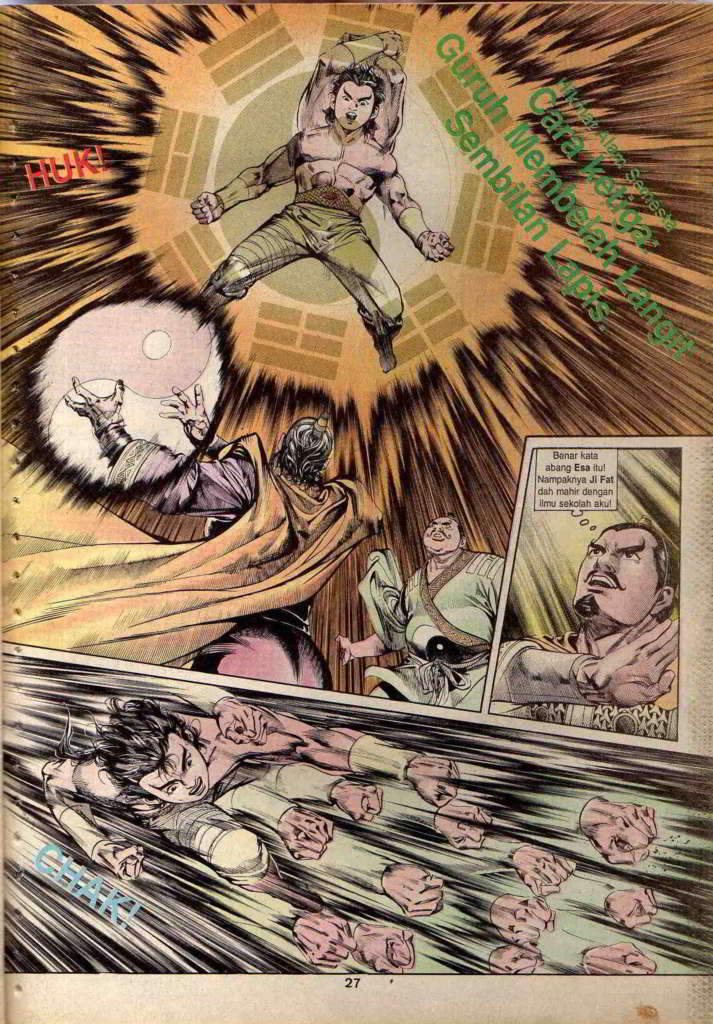 HUK!
Hikmat Alam Semesta
Cara ketiga...
Guruh Membelah Langit
Sembilan Lapis.
Benar kata
abang Esa itu!
Nampaknya Ji Fat
dah mahir dengan
ilmu sekolah aku!
CHAK!
27